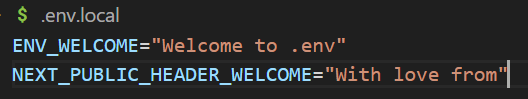 $ .env.local
ENV_WELCOME="Welcome to .env"
NEXT_PUBLIC_HEADER_WELCOME="With love from"